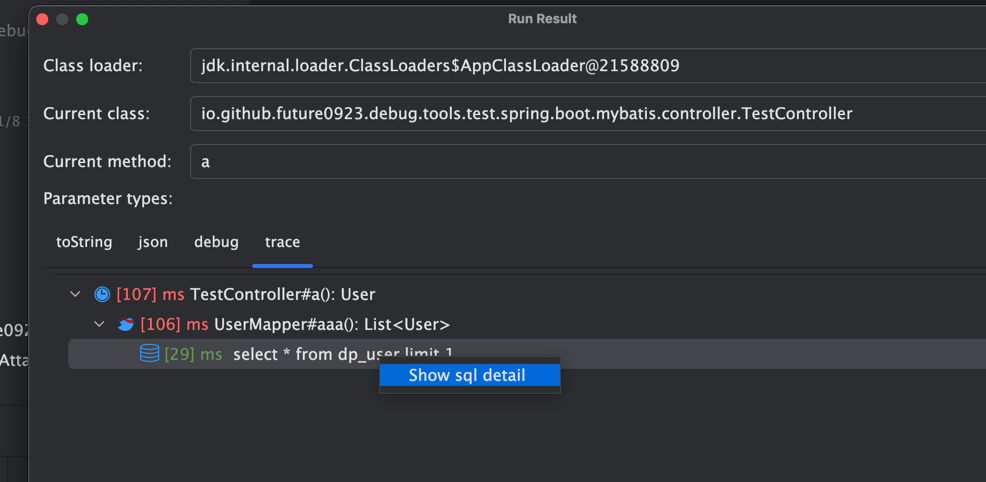 Run Result
Class loader:
jdk.internal.loader.ClassLoaders$AppClassLoader@21588809
Current class:
io.github.future0923.debug.tools.test.spring.boot.mybatis.controller.TestController
1/8
Current method:
a
Parameter types:
toString
json
debug
trace
[107] ms TestController#a(): User
[106] ms UserMapper#aaa(): List<User>
[29] ms select * from dp_user limit 1
Show sql detail
Atta